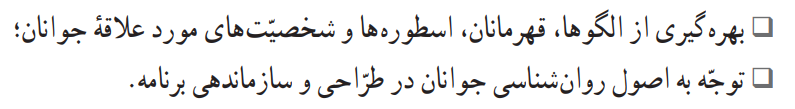 ❑ بهره‌گیری از الگوها، قهرمانان، اسطوره‌ها و شخصیّت‌های مورد علاقهٔ جوانان؛
❑ توجّه به اصول روان‌شناسی جوانان در طرّاحی و سازماندهی برنامه.